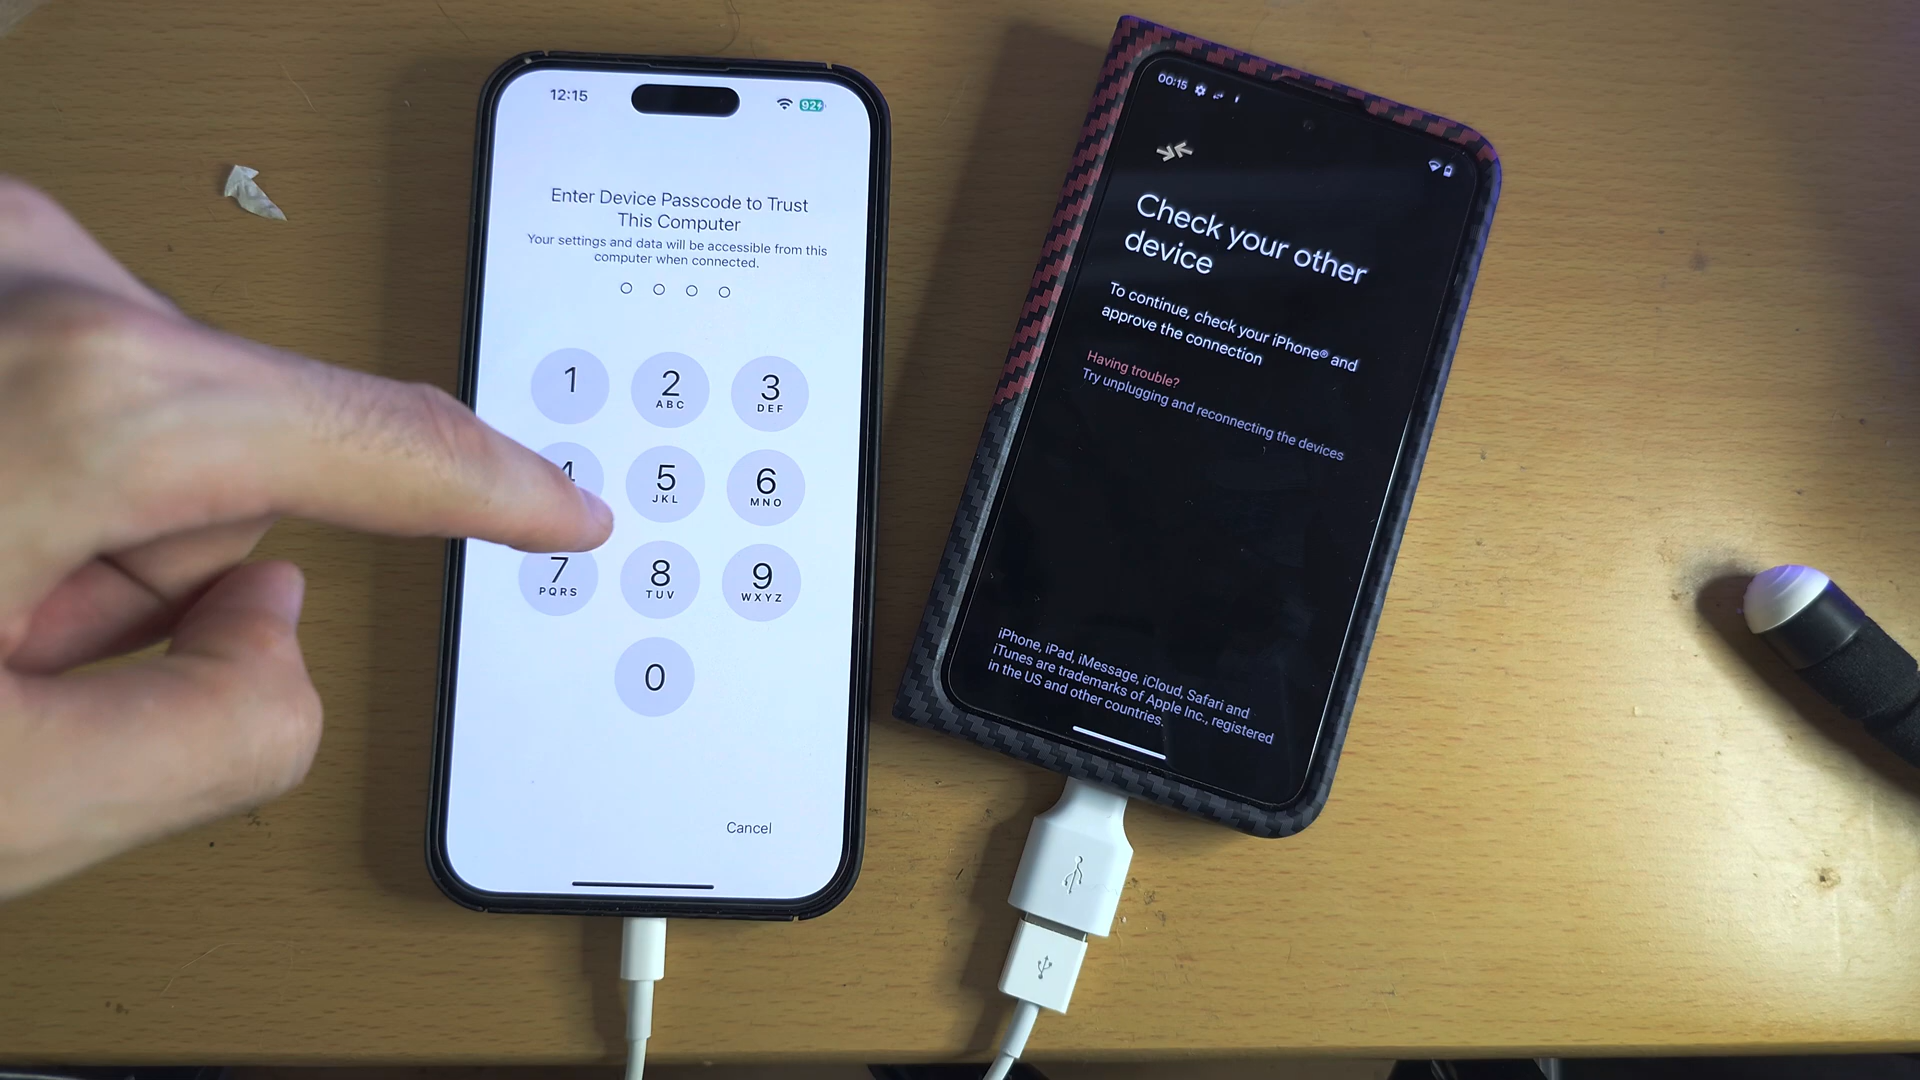 12:15
92
Enter Device Passcode to Trust
This Computer
Your settings and data will be accessible from this
computer when connected.
1
2
ABC
3
DEF
4
5
JKL
6
MNO
7
PQRS
8
TUV
9
WXYZ
0
Cancel
00:15
Check your other
device
To continue, check your iPhone® and
approve the connection
Having trouble?
Try unplugging and reconnecting the devices
iPhone, iPad, iMessage, iCloud, Safari and
iTunes are trademarks of Apple Inc., registered
in the US and other countries.